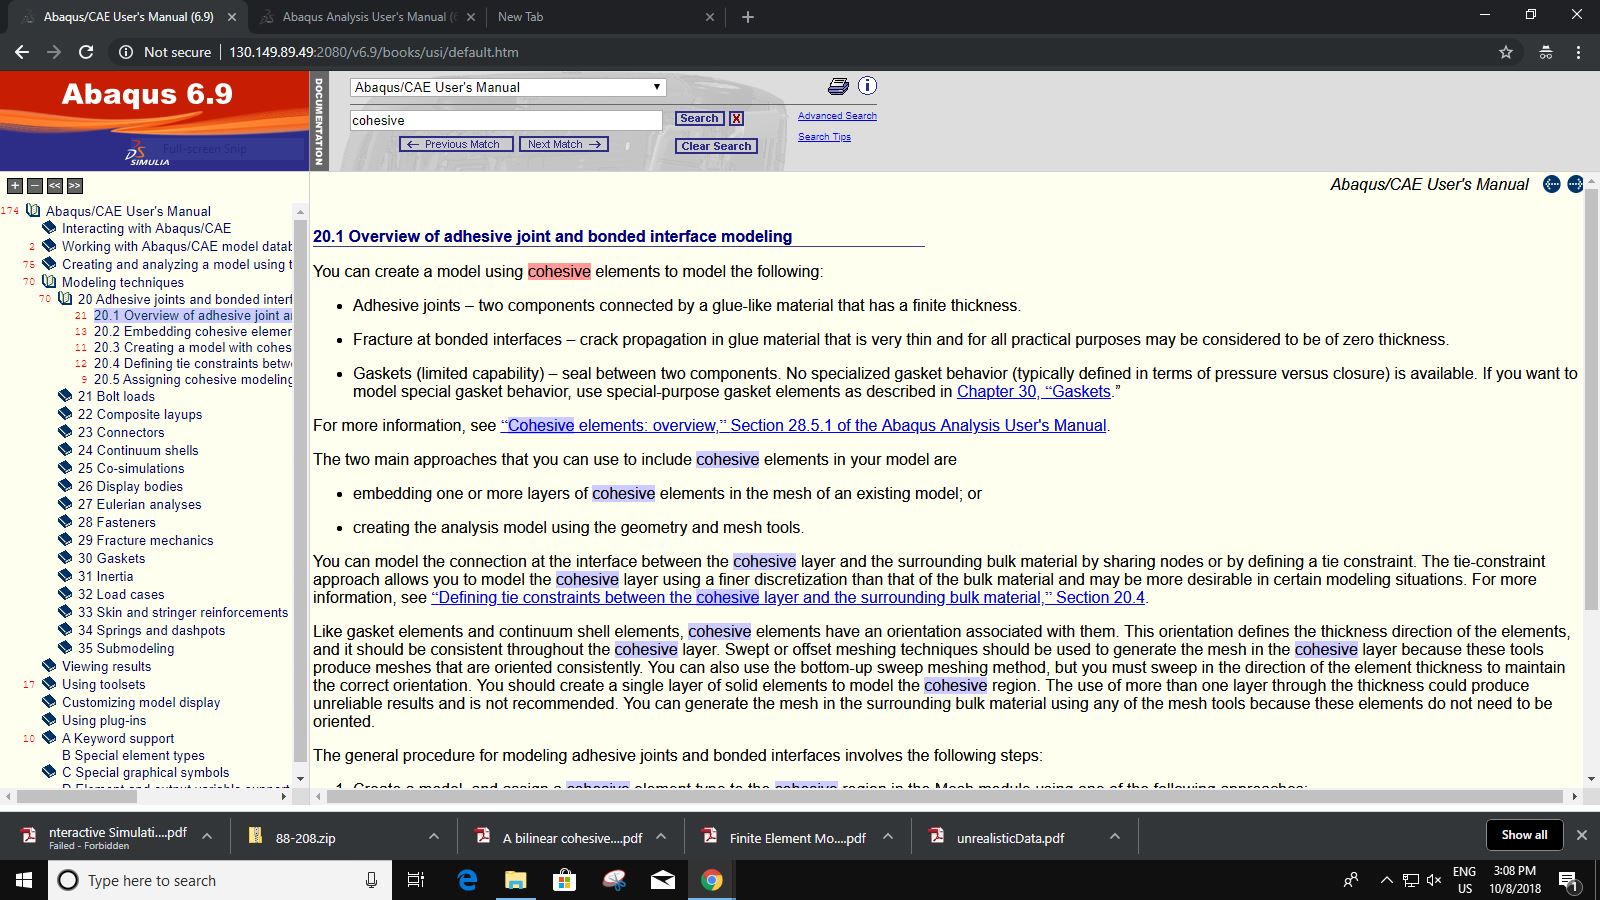 Abaqus/CAE User's Manual (6.9)
Abaqus Analysis User's Manual (6
New Tab
Not secure
130.149.89.49:2080/v6.9/books/usi/default.htm
Abaqus 6.9
SIMULIA
Full-screen Snip
DOCUMENTATION
Abaqus/CAE User's Manual
cohesive
Search
X
Advanced Search
← Previous Match
Next Match →
Clear Search
Search Tips
+ − << >>
Abaqus/CAE User's Manual
174 Abaqus/CAE User's Manual
Interacting with Abaqus/CAE
2 Working with Abaqus/CAE model datab
75 Creating and analyzing a model using t
70 Modeling techniques
70 20 Adhesive joints and bonded interf
21 20.1 Overview of adhesive joint a
13 20.2 Embedding cohesive elemer
11 20.3 Creating a model with cohes
12 20.4 Defining tie constraints betw
9 20.5 Assigning cohesive modeling
21 Bolt loads
22 Composite layups
23 Connectors
24 Continuum shells
25 Co-simulations
26 Display bodies
27 Eulerian analyses
28 Fasteners
29 Fracture mechanics
30 Gaskets
31 Inertia
32 Load cases
33 Skin and stringer reinforcements
34 Springs and dashpots
35 Submodeling
Viewing results
17 Using toolsets
Customizing model display
Using plug-ins
10 A Keyword support
B Special element types
C Special graphical symbols
D Element and output variable support
20.1 Overview of adhesive joint and bonded interface modeling
You can create a model using cohesive elements to model the following:
• Adhesive joints – two components connected by a glue-like material that has a finite thickness.
• Fracture at bonded interfaces – crack propagation in glue material that is very thin and for all practical purposes may be considered to be of zero thickness.
• Gaskets (limited capability) – seal between two components. No specialized gasket behavior (typically defined in terms of pressure versus closure) is available. If you want to
model special gasket behavior, use special-purpose gasket elements as described in Chapter 30, “Gaskets.”
For more information, see “Cohesive elements: overview,” Section 28.5.1 of the Abaqus Analysis User's Manual.
The two main approaches that you can use to include cohesive elements in your model are
• embedding one or more layers of cohesive elements in the mesh of an existing model; or
• creating the analysis model using the geometry and mesh tools.
You can model the connection at the interface between the cohesive layer and the surrounding bulk material by sharing nodes or by defining a tie constraint. The tie-constraint
approach allows you to model the cohesive layer using a finer discretization than that of the bulk material and may be more desirable in certain modeling situations. For more
information, see “Defining tie constraints between the cohesive layer and the surrounding bulk material,” Section 20.4.
Like gasket elements and continuum shell elements, cohesive elements have an orientation associated with them. This orientation defines the thickness direction of the elements,
and it should be consistent throughout the cohesive layer. Swept or offset meshing techniques should be used to generate the mesh in the cohesive layer because these tools
produce meshes that are oriented consistently. You can also use the bottom-up sweep meshing method, but you must sweep in the direction of the element thickness to maintain
the correct orientation. You should create a single layer of solid elements to model the cohesive region. The use of more than one layer through the thickness could produce
unreliable results and is not recommended. You can generate the mesh in the surrounding bulk material using any of the mesh tools because these elements do not need to be
oriented.
The general procedure for modeling adhesive joints and bonded interfaces involves the following steps:
1. Create a model, and assign a cohesive element type to the cohesive region in the Mesh module using one of the following approaches:
nteractive Simulati....pdf
Failed - Forbidden
88-208.zip
A bilinear cohesive....pdf
Finite Element Mo....pdf
unrealisticData.pdf
Show all
Type here to search
ENG
US
3:08 PM
10/8/2018
1